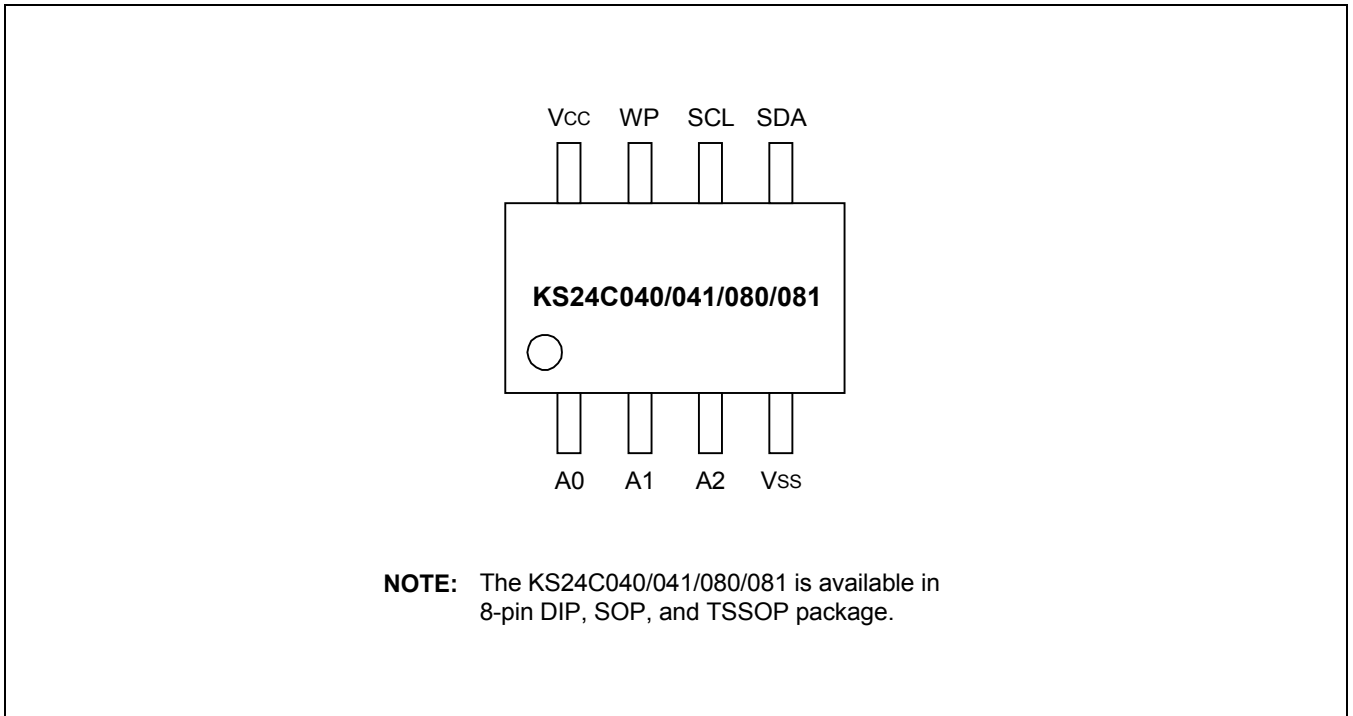 VCC WP SCL SDA
KS24C040/041/080/081
A0 A1 A2 VSS
NOTE: The KS24C040/041/080/081 is available in
8-pin DIP, SOP, and TSSOP package.